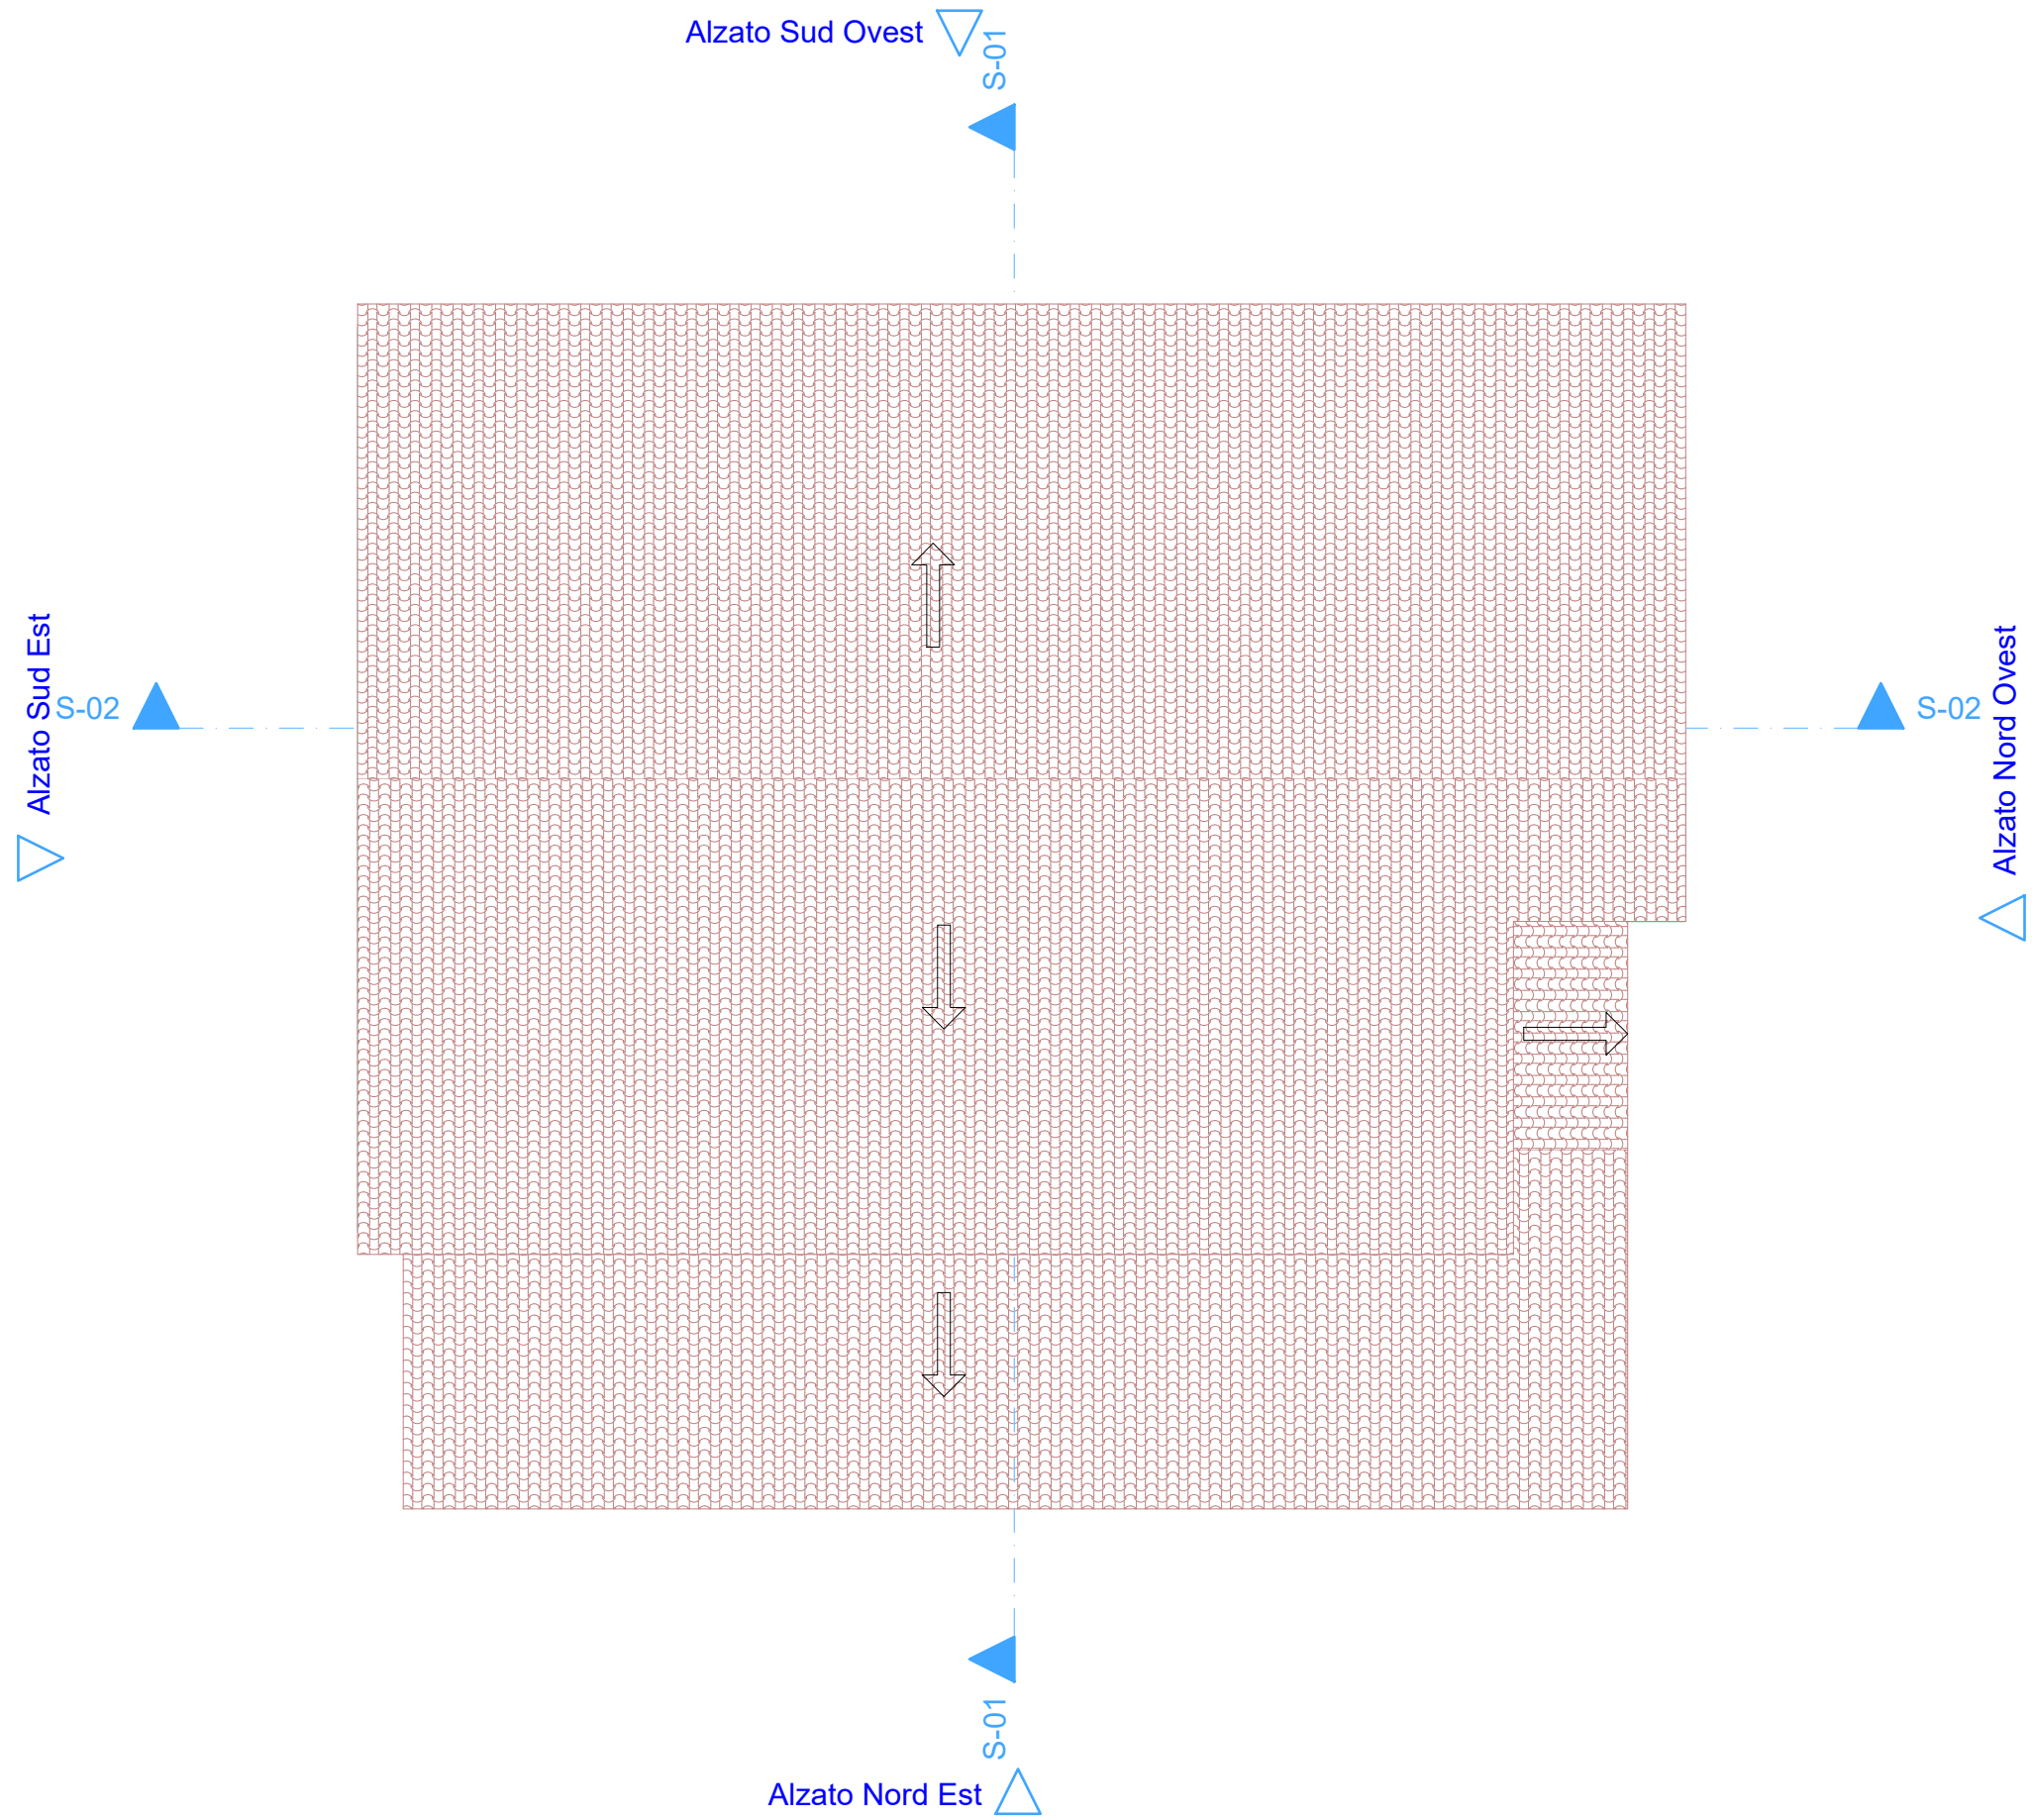 Alzato Sud Ovest
S-01
Alzato Sud Est
S-02
S-02
Alzato Nord Ovest
S-01
Alzato Nord Est